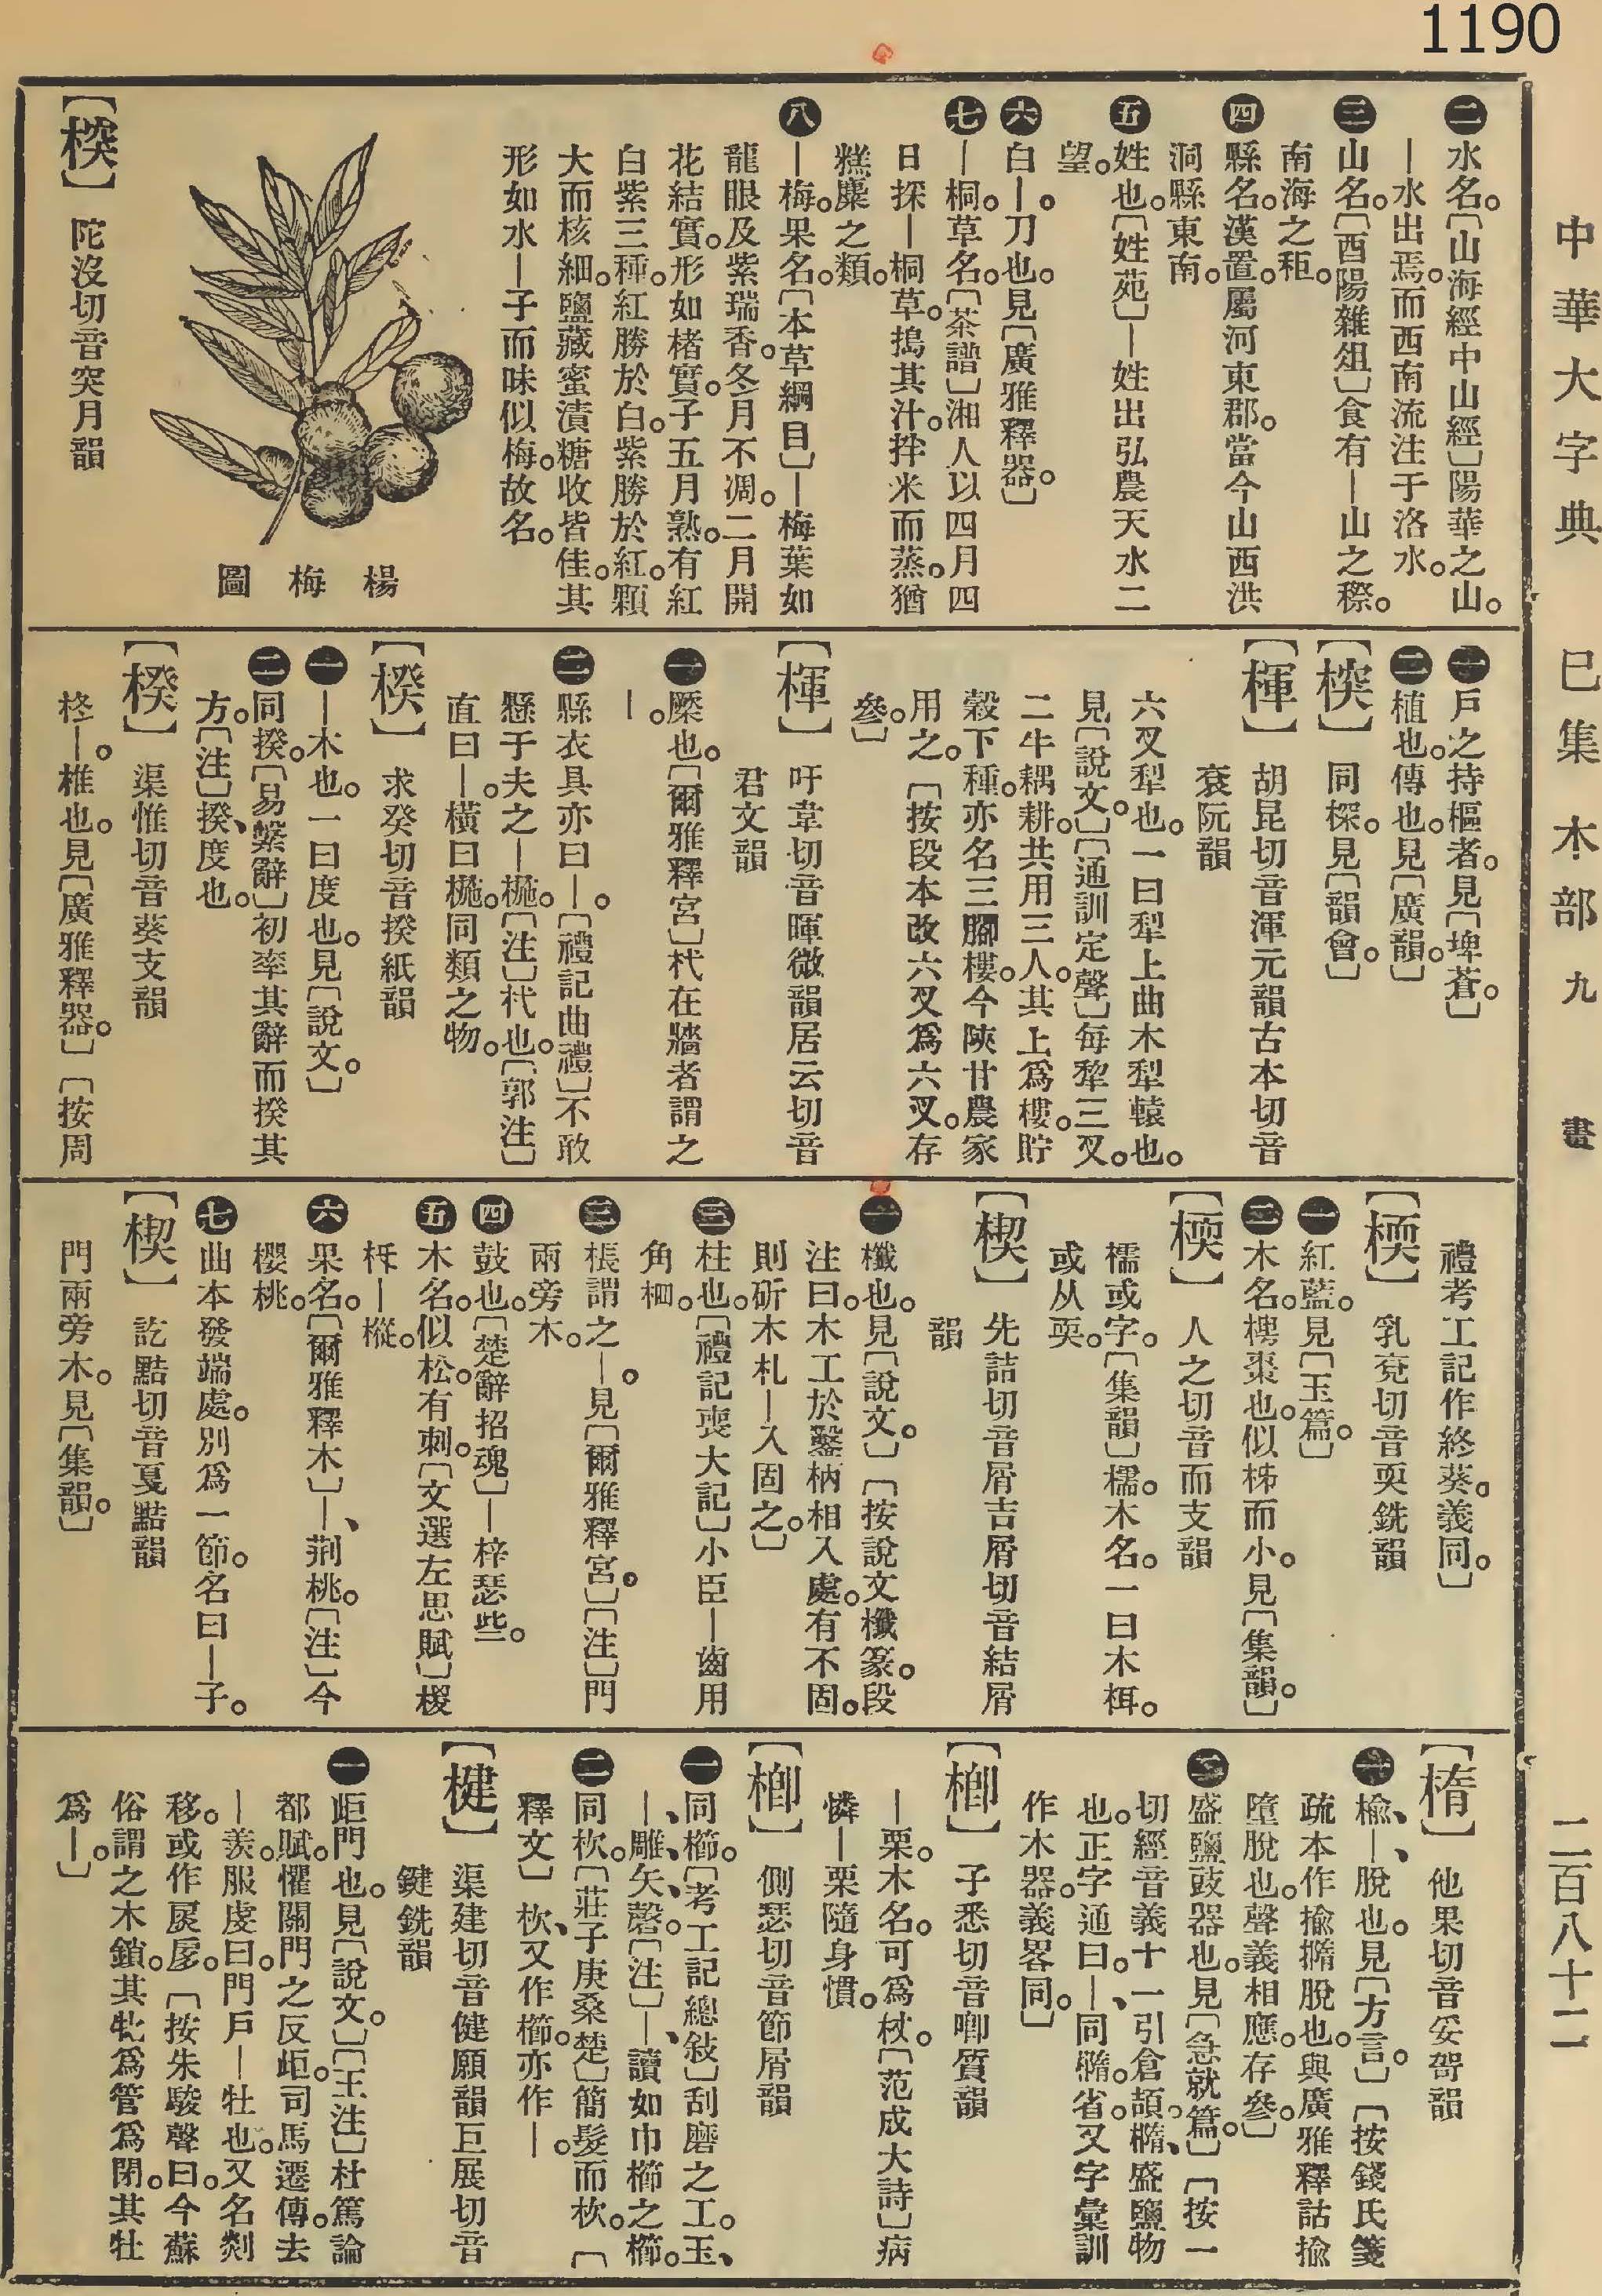 1190
中華大字典 巳集 木部 九畫 二百八十二
㊁水名。〔山海經中山經〕陽華之山。
—水出焉。而西南流注于洛水。
㊂山名。〔酉陽雜俎〕食有—山之穄。
南海之秬。
㊃縣名。漢置。屬河東郡。當今山西洪
洞縣東南。
㊄姓也。〔姓苑〕—姓出弘農天水二
望。
㊅白—。刀也。見〔廣雅釋器。〕
㊆—桐。草名。〔茶譜〕湘人以四月四
日採—桐草。搗其汁。拌米而蒸。猶
糕麋之類。
㊇—梅。果名。〔本草綱目〕—梅葉如
龍眼及紫瑞香。冬月不凋。二月開
花結實。形如楮實。子五月熟。有紅
白紫三種。紅勝於白。紫勝於紅。顆
大而核細。鹽藏蜜漬糖收皆佳。其
形如水—子而味似梅。故名。
楊梅圖
〔楑〕 陀沒切音突月韻
㊀戶之持樞者。見〔埤蒼。〕
㊁植也。傳也。見〔廣韻。〕
〔㮏〕 同㮏。見〔韻會。〕
〔楎〕 胡昆切音渾元韻古本切音
衮阮韻
六叉犁也。一曰犁上曲木犁轅也。
見〔說文。〕〔通訓定聲〕每犂三叉。
二牛耦耕。共用三人。其上爲樓。貯
穀下種。亦名三腳樓。今陝甘農家
用之。〔按段本改六叉爲六叉。存
參。〕
〔楎〕 吁韋切音暉微韻居云切音
君文韻
㊀橜也。〔爾雅釋宮〕杙在牆者謂之
—。
㊁縣衣具亦曰—。〔禮記曲禮〕不敢
懸于夫之—椸。〔注〕杙也。〔郭注〕
直曰—。橫曰椸。同類之物。
〔楑〕 求癸切音揆紙韻
㊀—木也。一曰度也。見〔說文。〕
㊁同揆。〔易繫辭〕初率其辭而揆其
方。〔注〕揆、度也。
〔楑〕 渠惟切音葵支韻
柊—。椎也。見〔廣雅釋器。〕〔按周
禮考工記作終葵。義同。〕
〔楆〕 乳兗切音耎銑韻
㊀紅藍。見〔玉篇。〕
㊁木名。梬棗也。似柹而小。見〔集韻。〕
〔楆〕 人之切音而支韻
檽或字。〔集韻〕檽。木名。一曰木栮。
或从耎。
〔楔〕 先詰切音屑吉屑切音結屑
韻
㊀櫼也。見〔說文。〕〔按說文櫼篆。段
注曰。木工於鑿枘相入處。有不固。
則斫木札—入固之。〕
㊁柱也。〔禮記喪大記〕小臣—齒用
角柶。
㊂棖謂之—。見〔爾雅釋宮。〕〔注〕門
兩旁木。
㊃鼓也。〔楚辭招魂〕—梓瑟些。
㊄木名。似松。有刺。〔文選左思賦〕椶
枒—樅。
㊅果名。〔爾雅釋木〕—、荆桃。〔注〕今
櫻桃。
㊆曲本發端處。別爲一節。名曰—子。
〔楔〕 訖黠切音戛黠韻
門兩旁木。見〔集韻。〕
〔楕〕 他果切音妥哿韻
㊀楡、—、脫也。見〔方言。〕〔按錢氏箋
疏本作揄㩴脫也。與廣雅釋詁揄
墮脫也。聲義相應。存參。〕
㊁盛鹽豉器也。見〔急就篇。〕〔按一
切經音義十一引倉頡。橢、盛鹽物
也。正字通曰。—、同橢。省。又字彙訓
作木器。義畧同。〕
〔楖〕 子悉切音唧質韻
—栗。木名。可爲杖。〔范成大詩〕病
憐—栗隨身慣。
〔楖〕 側瑟切音節屑韻
㊀同櫛。〔考工記總敍〕刮磨之工。玉、
—、雕、矢、磬。〔注〕—、讀如巾櫛之櫛。
㊁同㭇。〔莊子庚桑楚〕簡髮而㭇。〔
釋文〕㭇、又作櫛。亦作—。
〔楗〕 渠建切音健願韻巨展切音
鍵銑韻
㊀歫門也。見〔說文。〕〔王注〕杜篤論
都賦。懼關門之反歫。司馬遷傳。去
—羨。服虔曰。門戶—牡也。又名剡
移。或作扊扅。〔按朱駿聲曰。今蘇
俗謂之木鎖。其牝爲管爲閉。其牡
爲—。〕